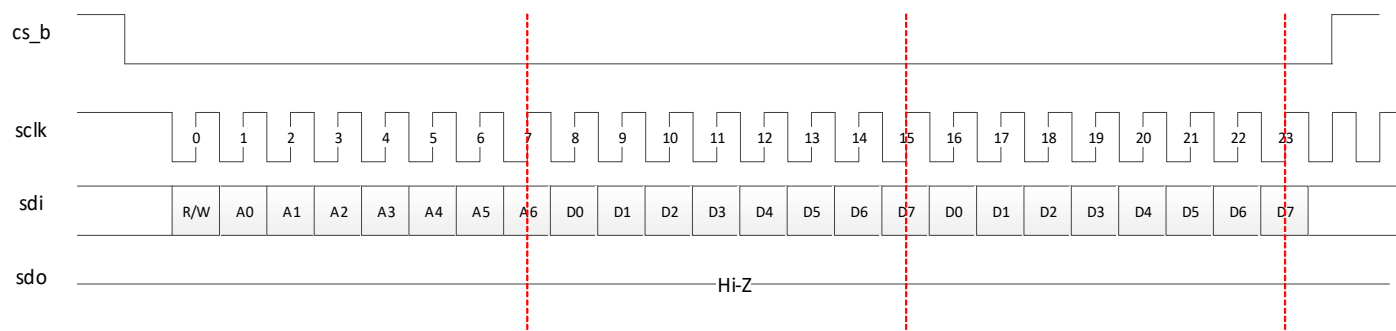 cs_b
sclk 0 1 2 3 4 5 6 7 8 9 10 11 12 13 14 15 16 17 18 19 20 21 22 23
sdi R/W A0 A1 A2 A3 A4 A5 A6 D0 D1 D2 D3 D4 D5 D6 D7 D0 D1 D2 D3 D4 D5 D6 D7
sdo Hi-Z